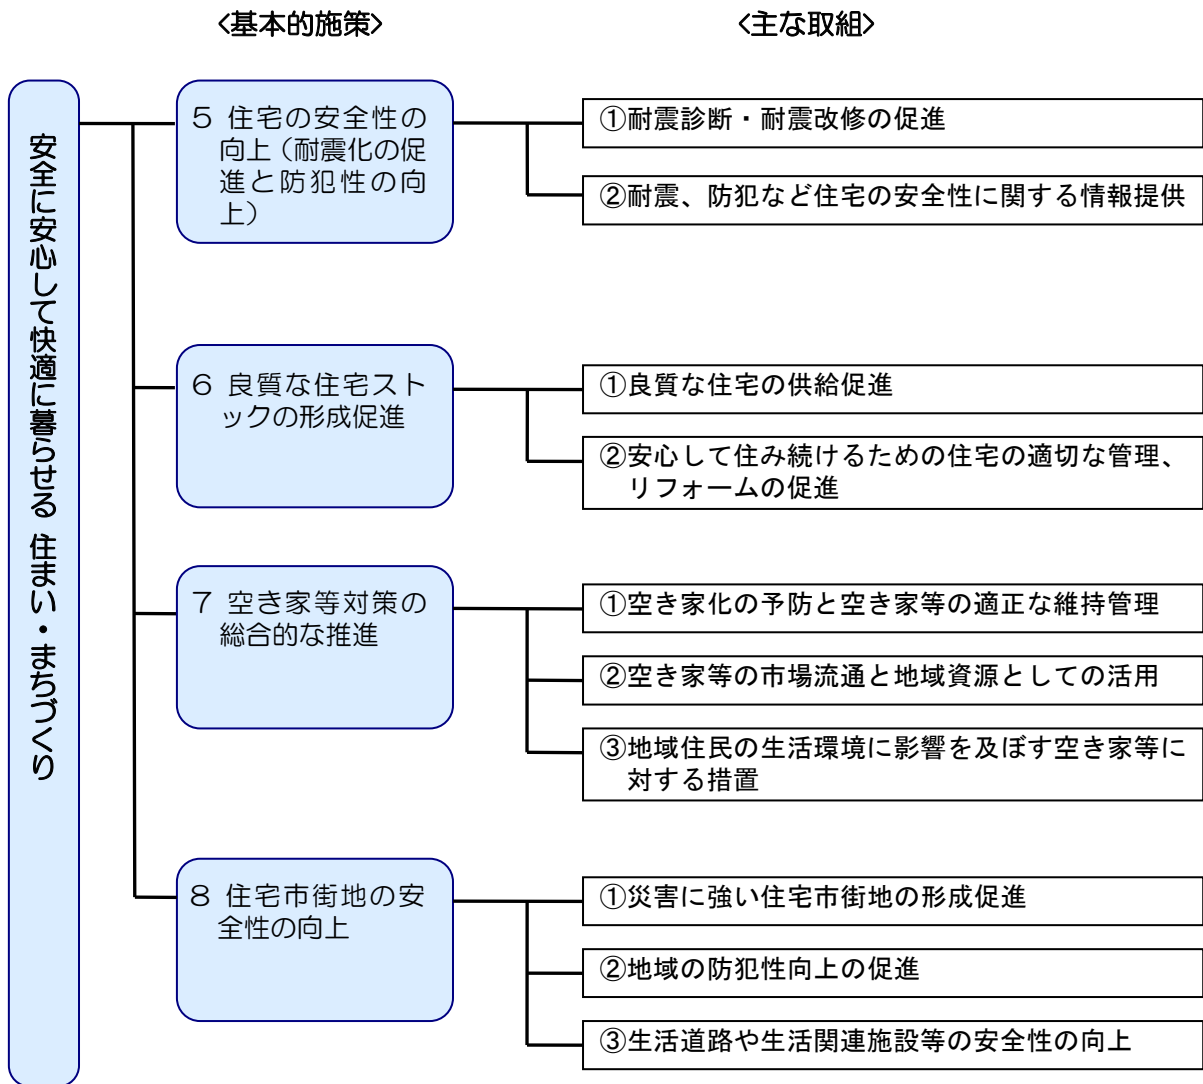 <基本的施策>
<主な取組>
安全に安心して快適に暮らせる 住まい・まちづくり
5 住宅の安全性の
向上（耐震化の促
進と防犯性の向
上）
①耐震診断・耐震改修の促進
②耐震、防犯など住宅の安全性に関する情報提供
6 良質な住宅スト
ックの形成促進
①良質な住宅の供給促進
②安心して住み続けるための住宅の適切な管理、
リフォームの促進
7 空き家等対策の
総合的な推進
①空き家化の予防と空き家等の適正な維持管理
②空き家等の市場流通と地域資源としての活用
③地域住民の生活環境に影響を及ぼす空き家等に
対する措置
8 住宅市街地の安
全性の向上
①災害に強い住宅市街地の形成促進
②地域の防犯性向上の促進
③生活道路や生活関連施設等の安全性の向上